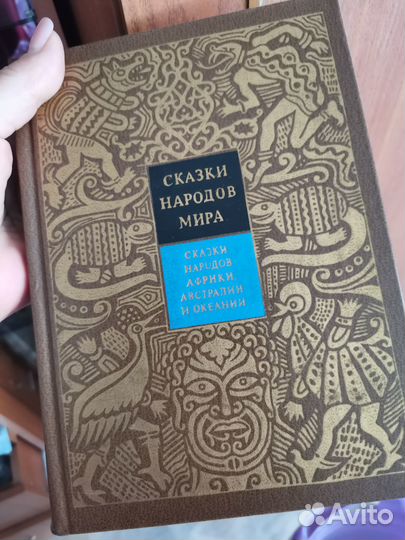 СКАЗКИ
НАРОДОВ
МИРА
СКАЗКИ
НАРОДОВ
АФРИКИ,
АВСТРАЛИИ
И ОКЕАНИИ
Avito